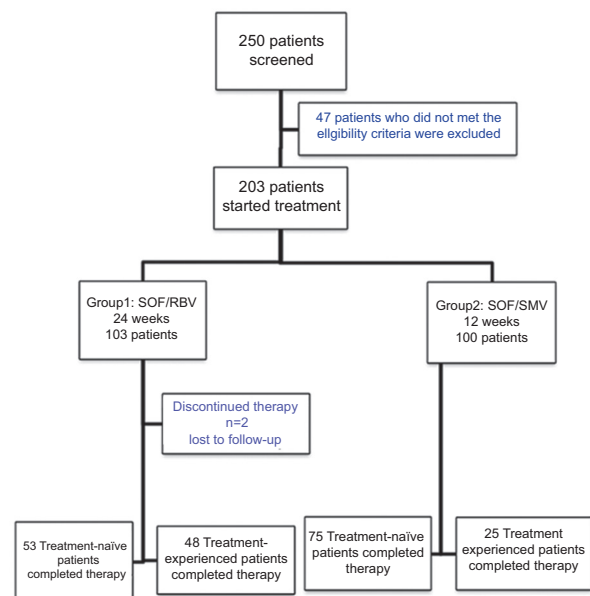 250 patients
screened
47 patients who did not met the
ellgibility criteria were excluded
203 patients
started treatment
Group1: SOF/RBV
24 weeks
103 patients
Group2: SOF/SMV
12 weeks
100 patients
Discontinued therapy
n=2
lost to follow-up
53 Treatment-naïve
patients completed
completed therapy
48 Treatment-
experienced patients
completed therapy
75 Treatment-naïve
patients completed
therapy
25 Treatment
experienced patients
completed therapy